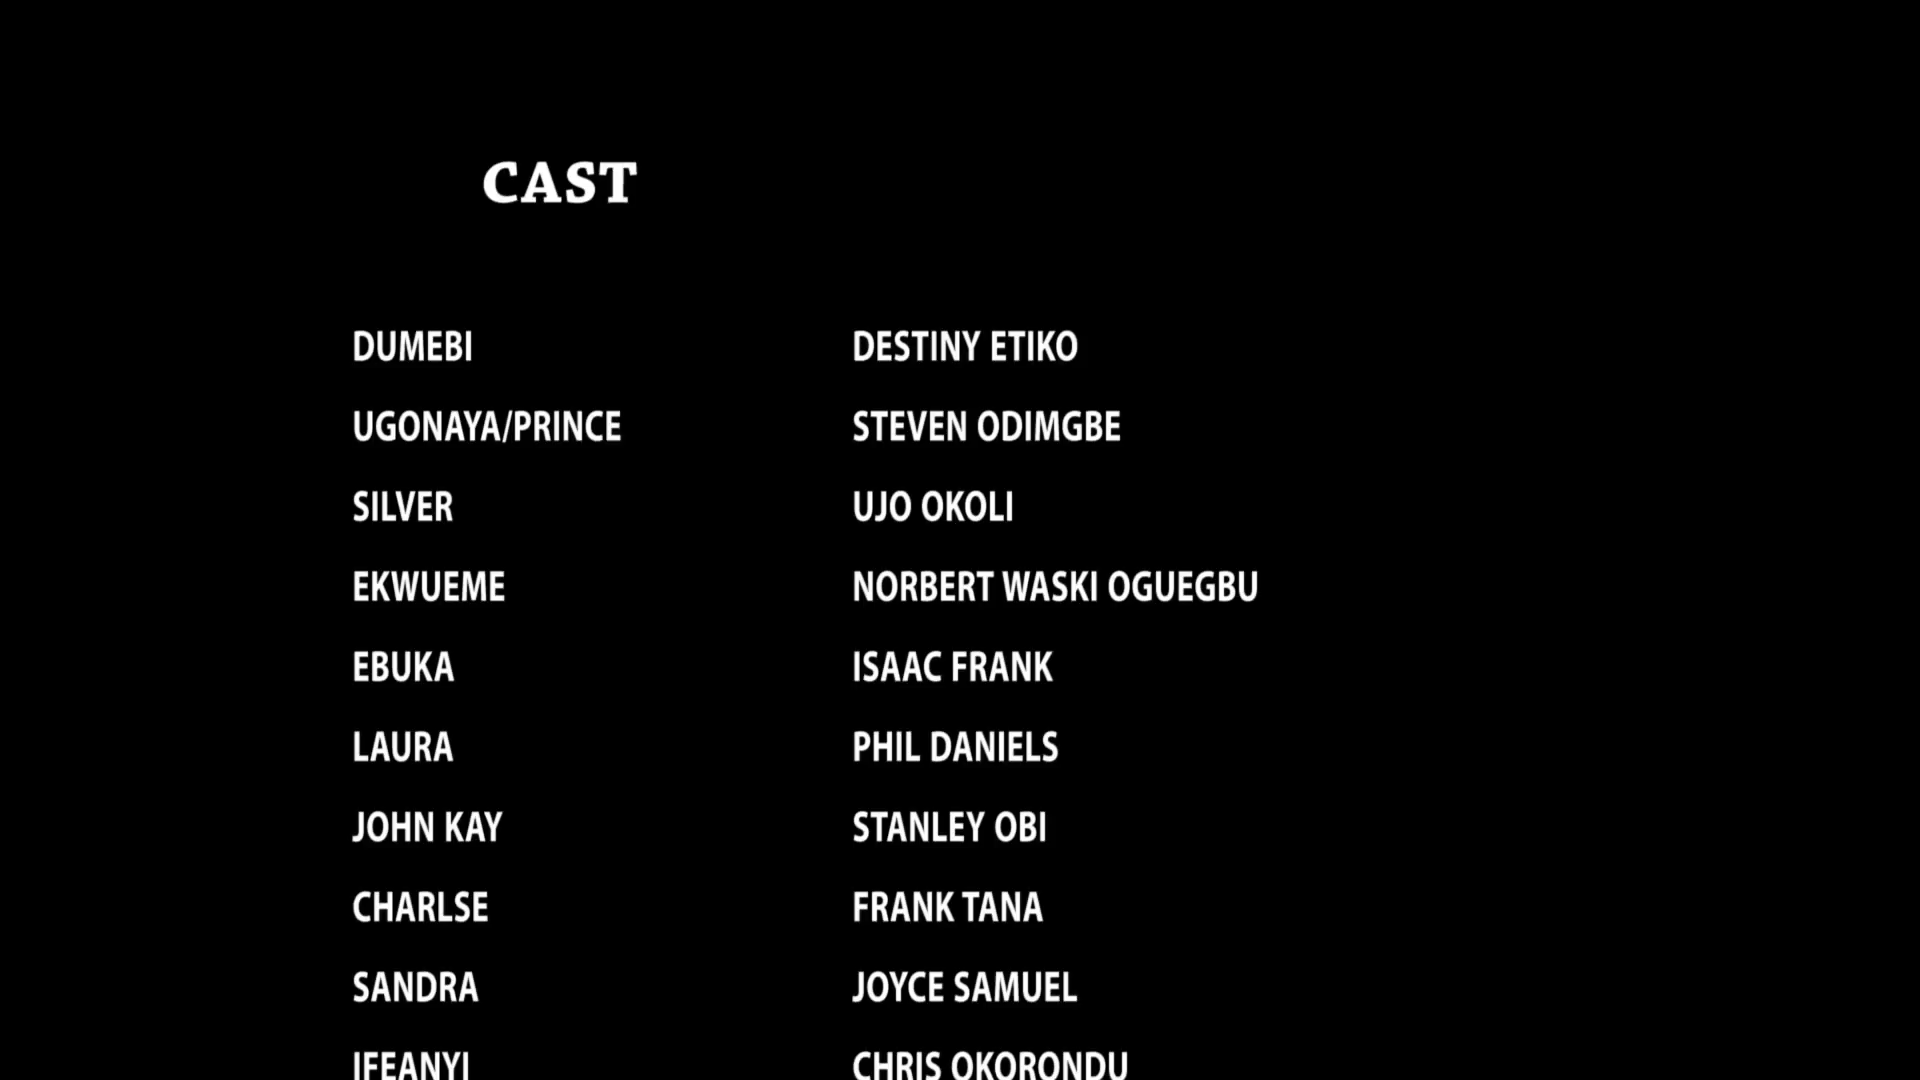 CAST
DUMEBI DESTINY ETIKO
UGONAYA/PRINCE STEVEN ODIMGBE
SILVER UJO OKOLI
EKWUEME NORBERT WASKI OGUEGBU
EBUKA ISAAC FRANK
LAURA PHIL DANIELS
JOHN KAY STANLEY OBI
CHARLSE FRANK TANA
SANDRA JOYCE SAMUEL
IFEANYI CHRIS OKORONDU